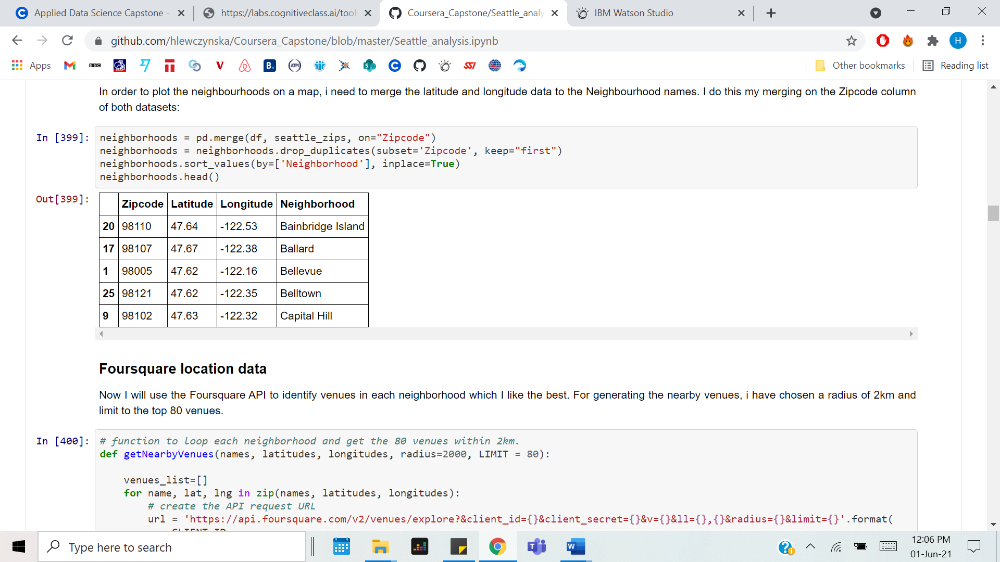 Applied Data Science Capstone -
https://labs.cognitiveclass.ai/tool
Coursera_Capstone/Seattle_analy
IBM Watson Studio
github.com/hlewczynska/Coursera_Capstone/blob/master/Seattle_analysis.ipynb
H
Apps
BBC
V
B.
ATM
S
SSI
Other bookmarks
Reading list
In order to plot the neighbourhoods on a map, i need to merge the latitude and longitude data to the Neighbourhood names. I do this my merging on the Zipcode column
of both datasets:
In [399]:
neighborhoods = pd.merge(df, seattle_zips, on="Zipcode")
neighborhoods = neighborhoods.drop_duplicates(subset='Zipcode', keep="first")
neighborhoods.sort_values(by=['Neighborhood'], inplace=True)
neighborhoods.head()
Out[399]:
Zipcode Latitude Longitude Neighborhood
20 98110 47.64 -122.53 Bainbridge Island
17 98107 47.67 -122.38 Ballard
1 98005 47.62 -122.16 Bellevue
25 98121 47.62 -122.35 Belltown
9 98102 47.63 -122.32 Capital Hill
Foursquare location data
Now I will use the Foursquare API to identify venues in each neighborhood which I like the best. For generating the nearby venues, i have chosen a radius of 2km and
limit to the top 80 venues.
In [400]:
# function to loop each neighborhood and get the 80 venues within 2km.
def getNearbyVenues(names, latitudes, longitudes, radius=2000, LIMIT = 80):
venues_list=[]
for name, lat, lng in zip(names, latitudes, longitudes):
# create the API request URL
url = 'https://api.foursquare.com/v2/venues/explore?&client_id={}&client_secret={}&v={}&ll={},{}&radius={}&limit={}'.format(
CLIENT_ID
Type here to search
12:06 PM
01-Jun-21